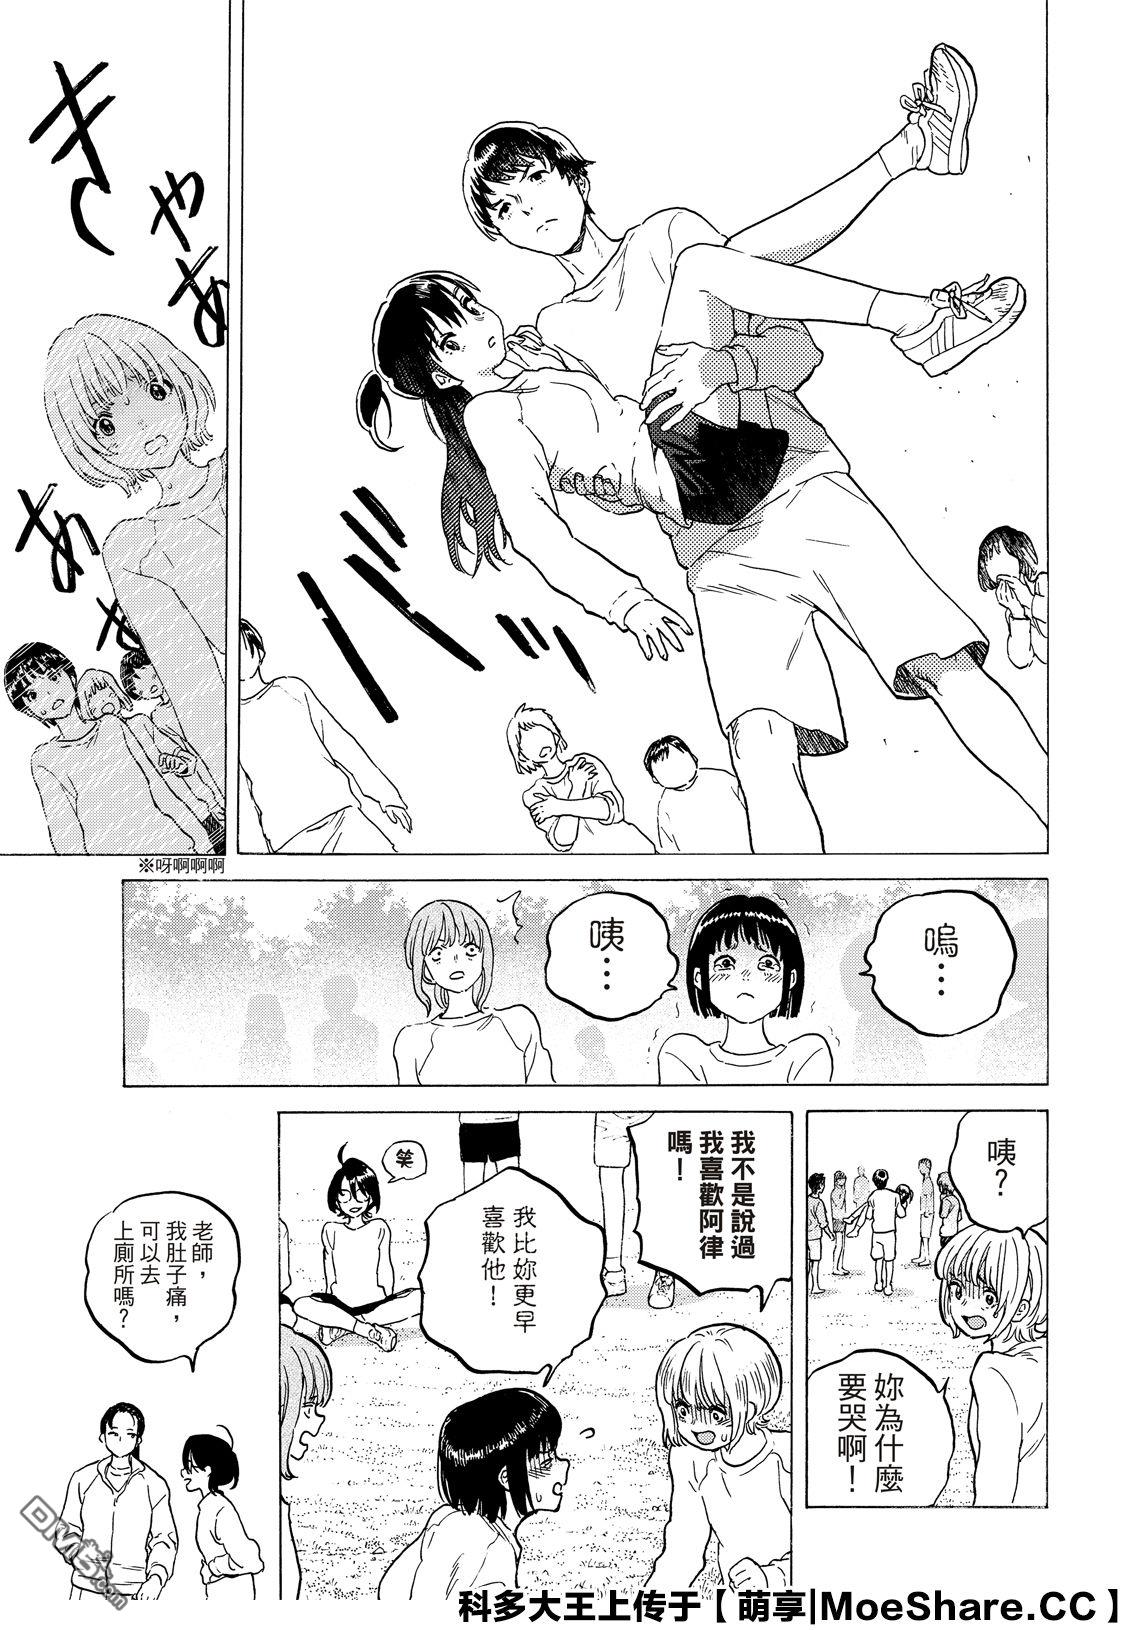 バッ
きゃああああ
※呀啊啊啊啊
嗚…
咦…
咦？
妳為什麼
要哭啊！
我不是說過
我喜歡阿律
嗎！
我比妳更早
喜歡他！
笑
老師，
我肚子痛，
可以去
上廁所嗎？
科多大王上传于【萌享|MoeShare.CC】